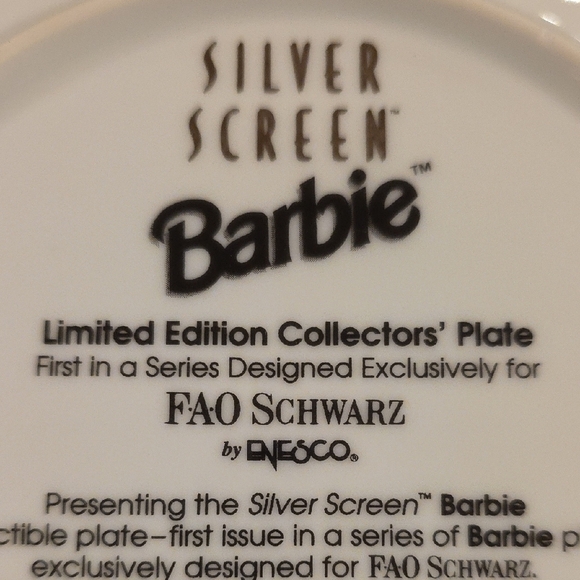 SILVER
SCREEN™
Barbie™
Limited Edition Collectors' Plate
First in a Series Designed Exclusively for
F·A·O SCHWARZ
by ENESCO®
Presenting the Silver Screen™ Barbie
ctible plate–first issue in a series of Barbie p
exclusively designed for FAO SCHWARZ.